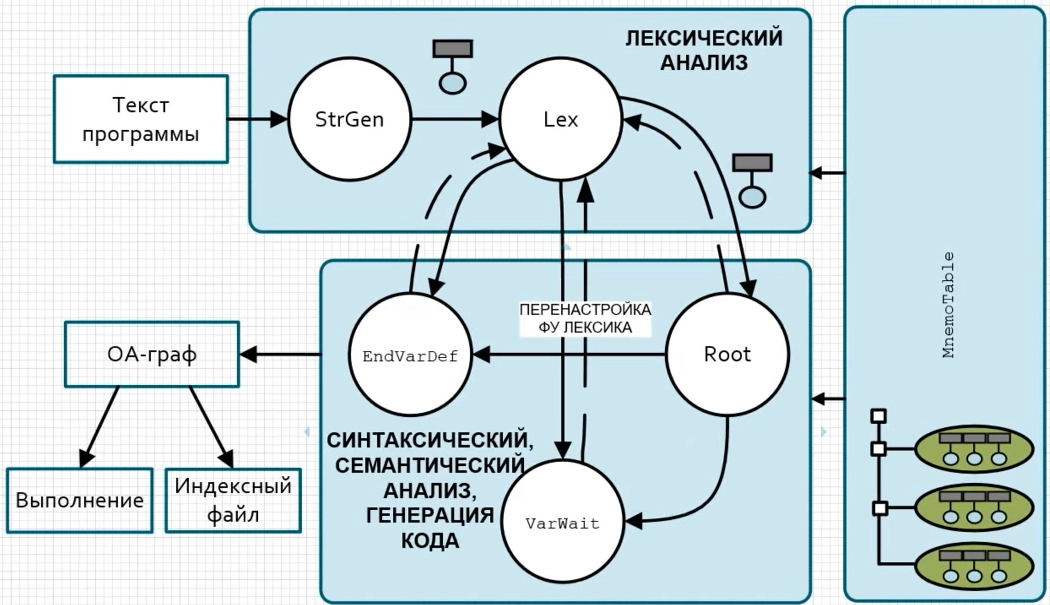 ЛЕКСИЧЕСКИЙ
АНАЛИЗ
Текст
программы
StrGen
Lex
MnemoTable
ПЕРЕНАСТРОЙКА
ФУ ЛЕКСИКА
ОА-граф
EndVarDef
Root
СИНТАКСИЧЕСКИЙ,
СЕМАНТИЧЕСКИЙ
АНАЛИЗ,
ГЕНЕРАЦИЯ
КОДА
Выполнение
Индексный
файл
VarWait